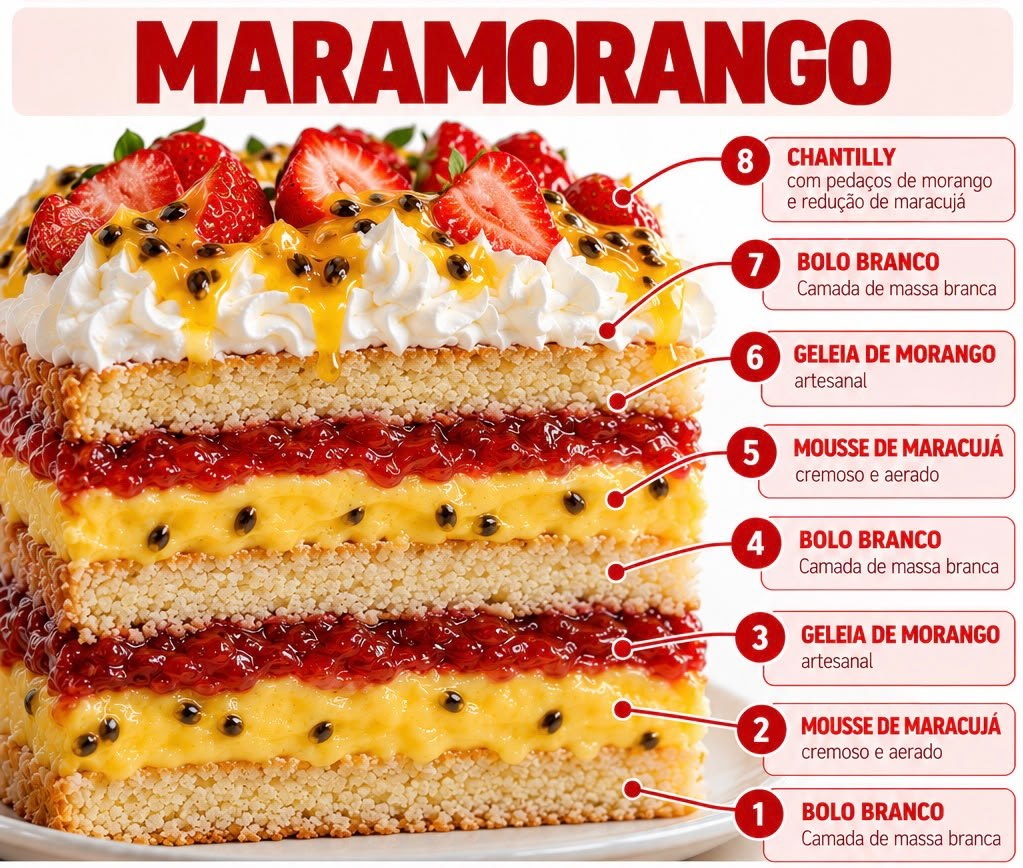 MARAMORANGO
8
CHANTILLY
com pedaços de morango
e redução de maracujá
7
BOLO BRANCO
Camada de massa branca
6
GELEIA DE MORANGO
artesanal
5
MOUSSE DE MARACUJÁ
cremoso e aerado
4
BOLO BRANCO
Camada de massa branca
3
GELEIA DE MORANGO
artesanal
2
MOUSSE DE MARACUJÁ
cremoso e aerado
1
BOLO BRANCO
Camada de massa branca